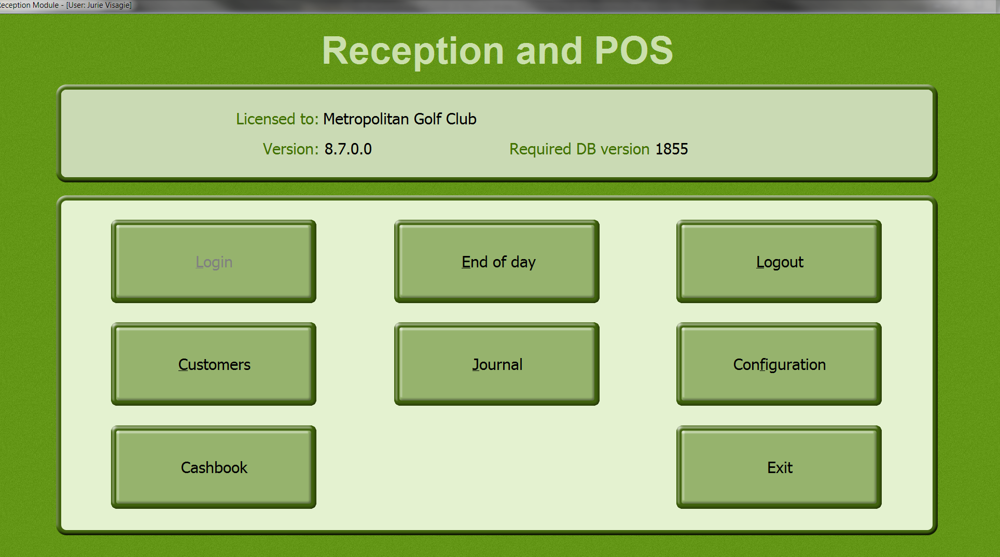 Reception Module - [User: Jurie Visagie]
Reception and POS
Licensed to: Metropolitan Golf Club
Version: 8.7.0.0 Required DB version 1855
Login End of day Logout
Customers Journal Configuration
Cashbook Exit